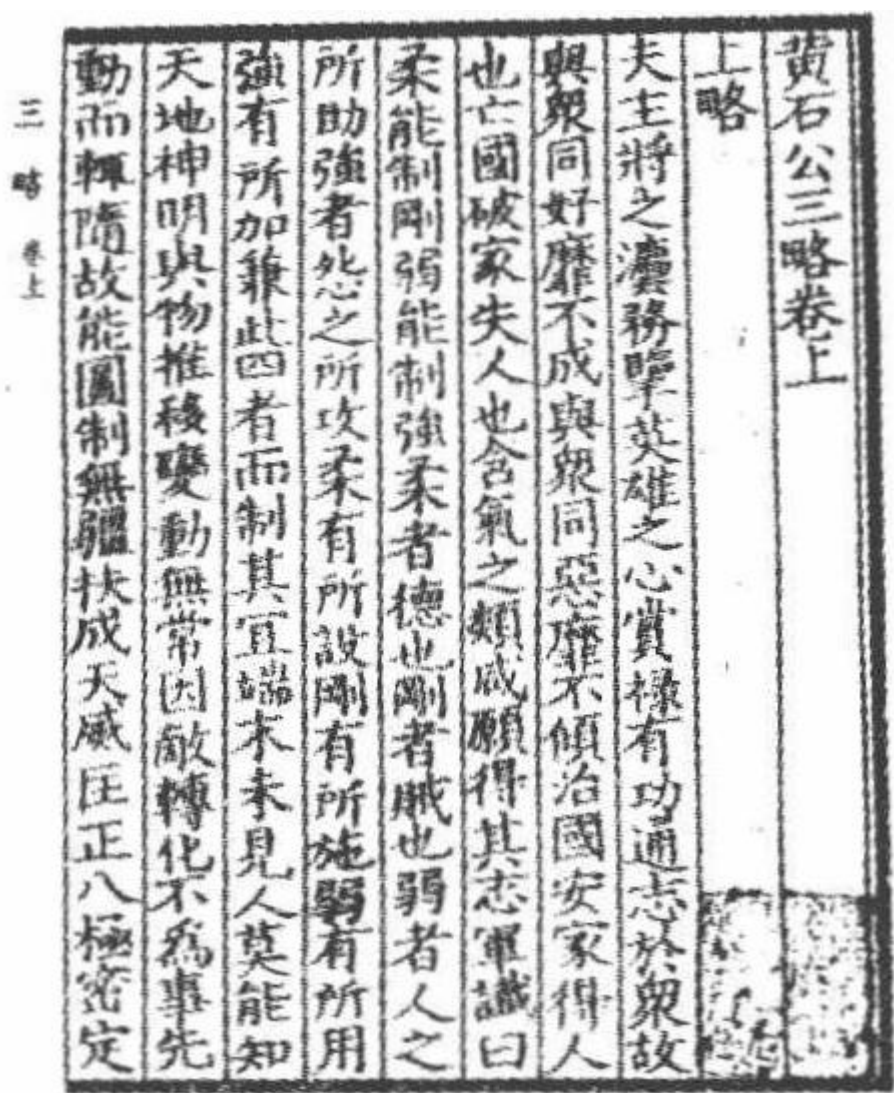 黄石公三略卷上
上略
夫主將之灋務擥英雄之心賞祿有功通志於衆故
與衆同好靡不成與衆同惡靡不傾治國安家得人
也亡國破家失人也含氣之類咸願得其志軍䜟曰
柔能制剛弱能制強柔者德也剛者賊也弱者人之
所助強者怨之所攻柔有所設剛有所施弱有所用
強有所加兼此四者而制其宜端末未見人莫能知
天地神明與物推移變動無常因敵轉化不爲事先
動而輙隨故能圖制無疆扶成天威匡正八極密定
三略 卷上